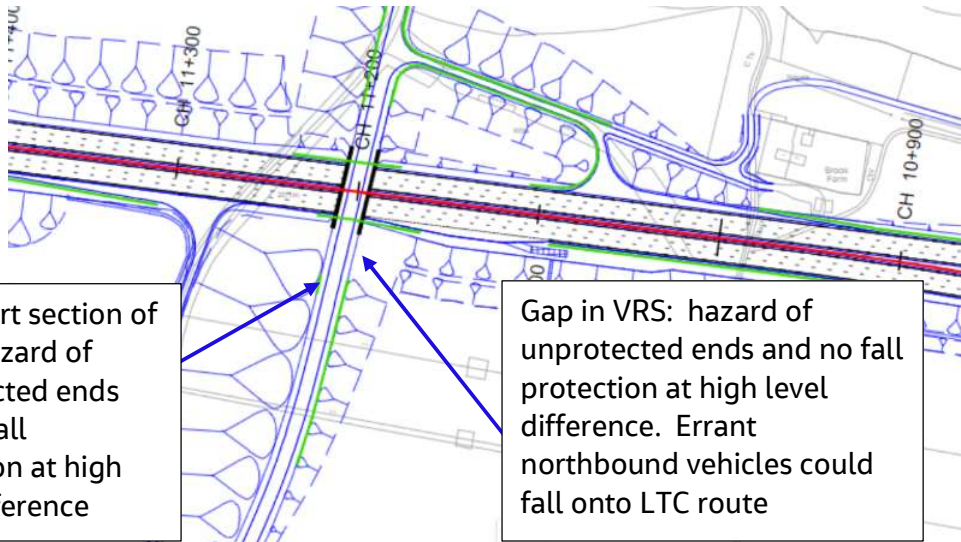 CH 11+300
CH 11+200
CH 10+900
Brook
Farm
rt section of
zard of
cted ends
all
on at high
ference
Gap in VRS: hazard of
unprotected ends and no fall
protection at high level
difference. Errant
northbound vehicles could
fall onto LTC route